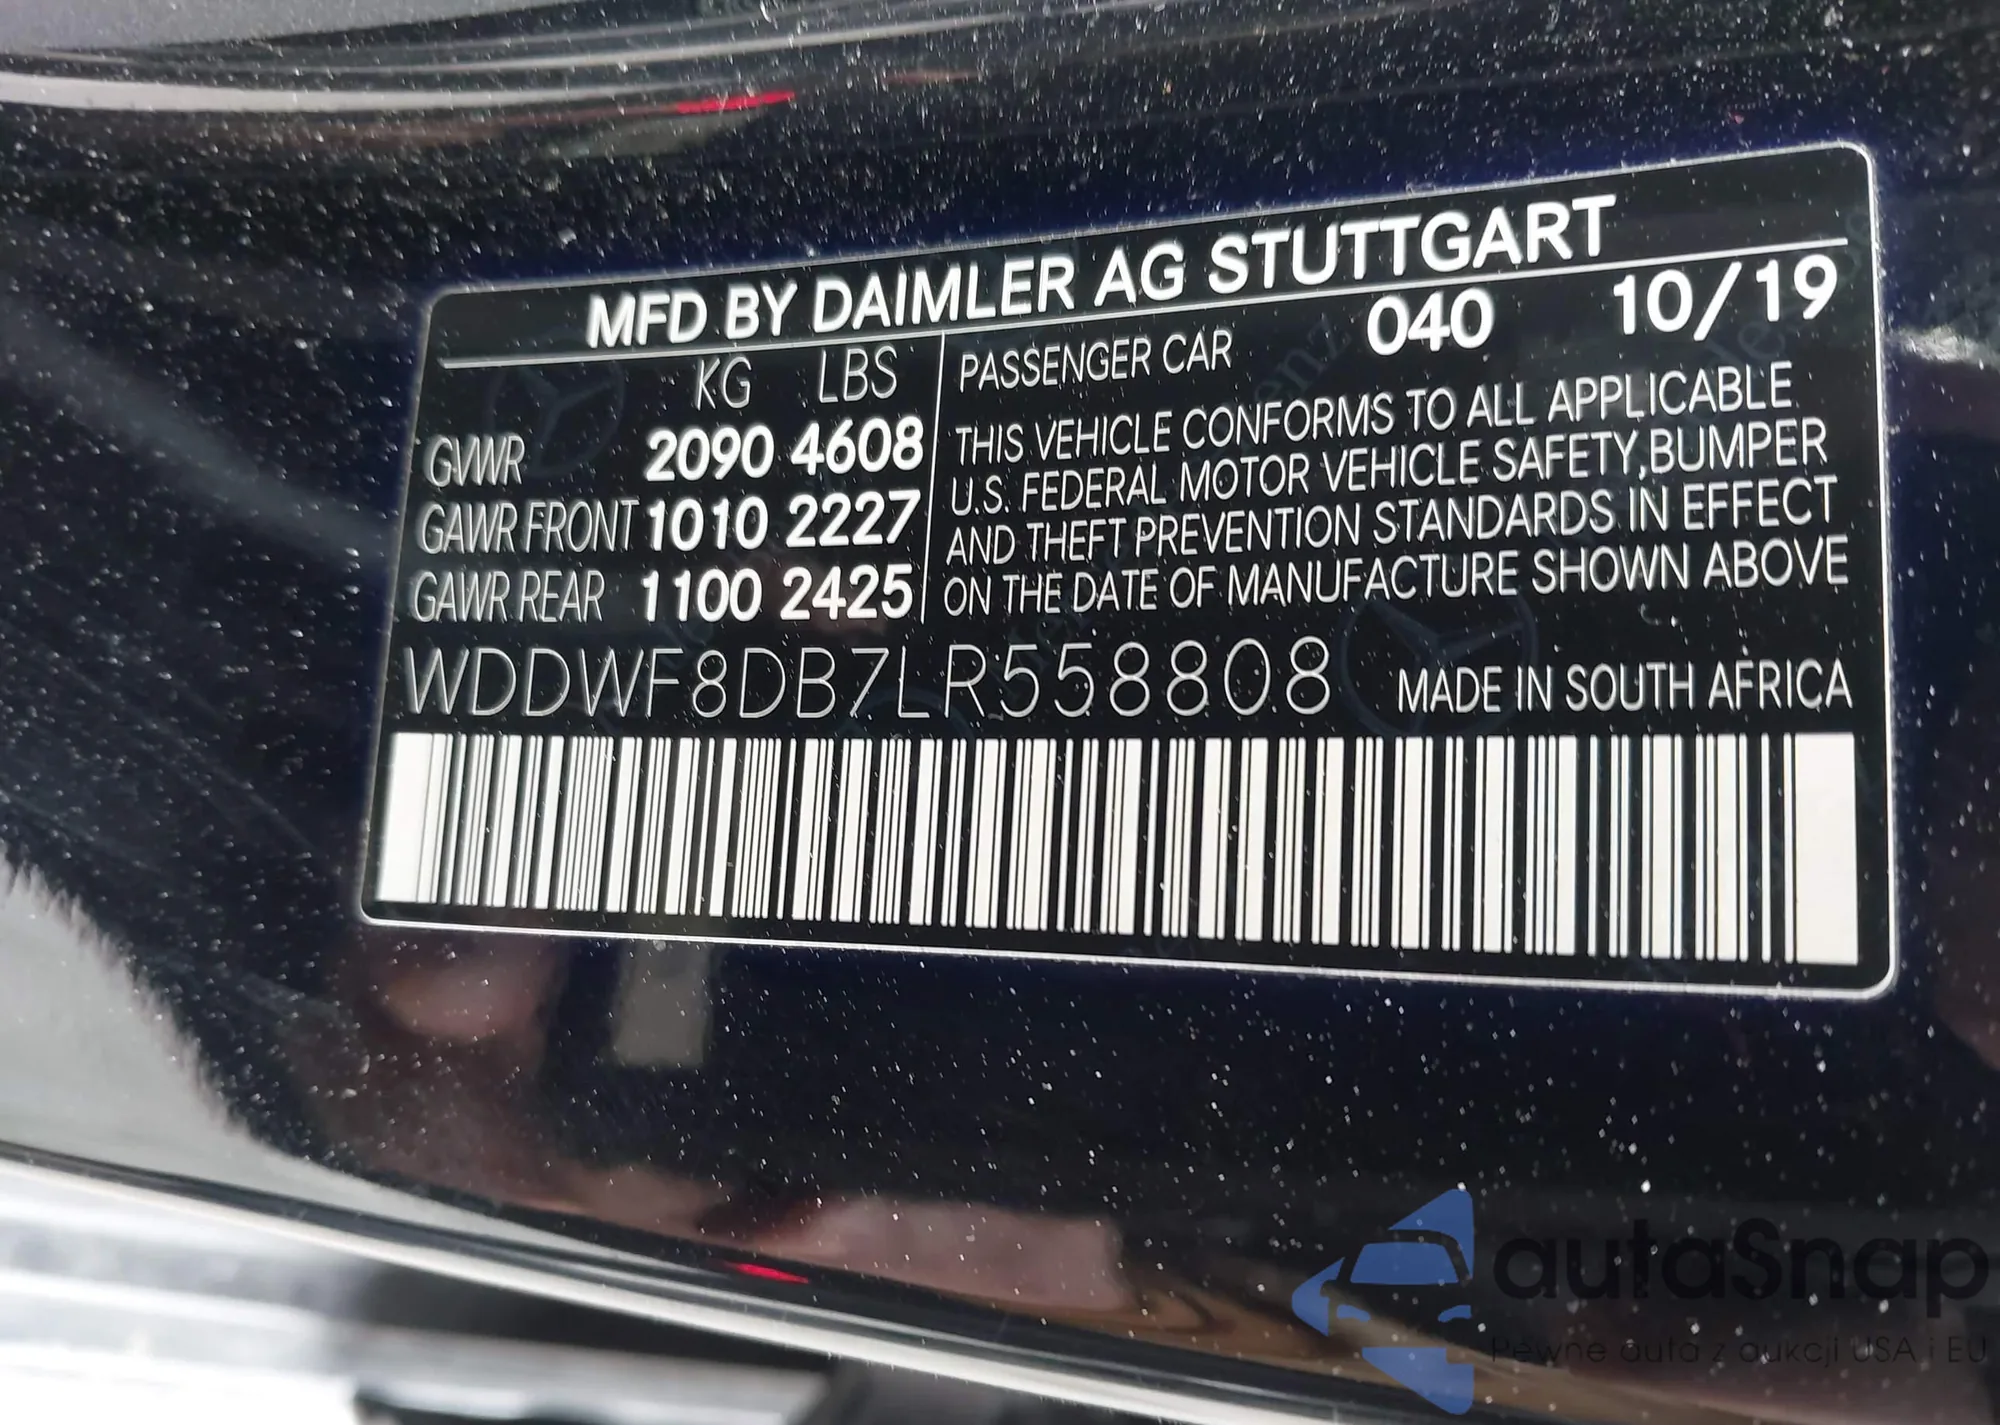 MFD BY DAIMLER AG STUTTGART
KG LBS
GVWR 2090 4608
GAWR FRONT 1010 2227
GAWR REAR 1100 2425
PASSENGER CAR 040 10/19
THIS VEHICLE CONFORMS TO ALL APPLICABLE
U.S. FEDERAL MOTOR VEHICLE SAFETY,BUMPER
AND THEFT PREVENTION STANDARDS IN EFFECT
ON THE DATE OF MANUFACTURE SHOWN ABOVE
WDDWF8DB7LR558808 MADE IN SOUTH AFRICA
autaSnap
Pewne auta z aukcji USA i EU